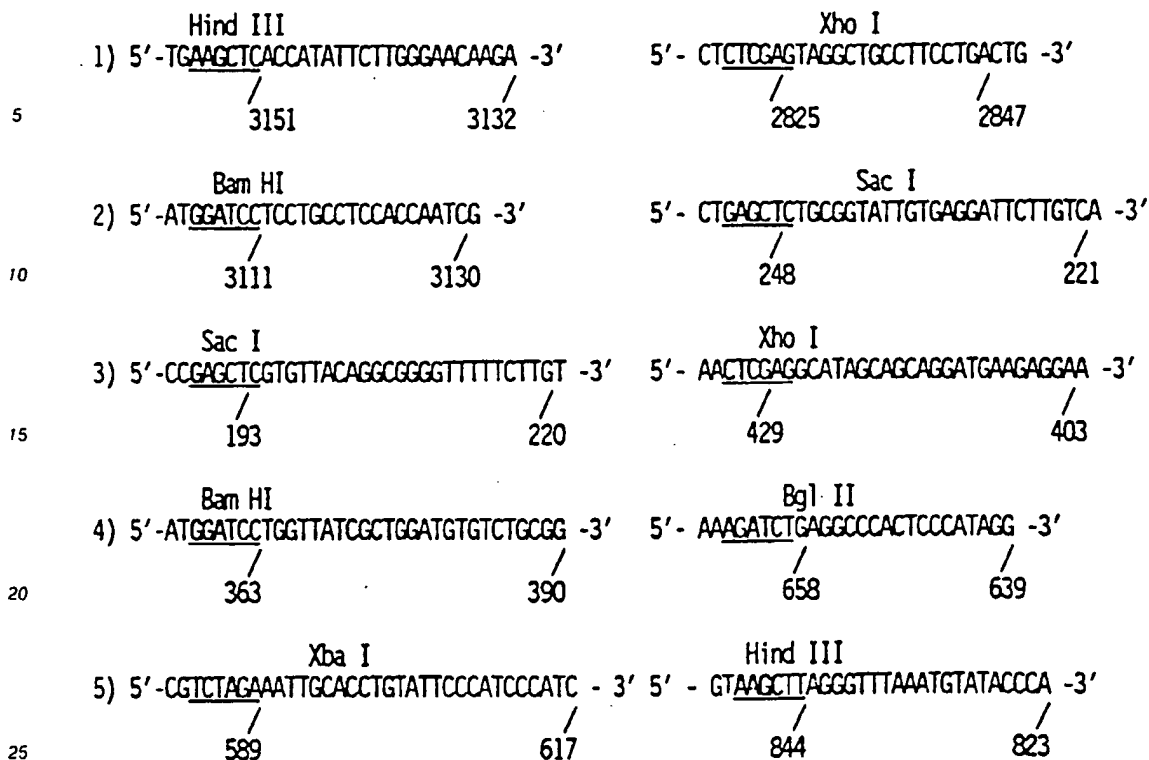 Hind III Xho I
1) 5'-TGAAGCTCACCATATTCTTGGGAACAAGA -3' 5'- CTCTCGAGTAGGCTGCCTTCCTGACTG -3'
5 3151 3132 2825 2847
Bam HI Sac I
2) 5'-ATGGATCCTCCTGCCTCCACCAATCG -3' 5'- CTGAGCTCTGCGGTATTGTGAGGATTCTTGTCA -3'
10 3111 3130 248 221
Sac I Xho I
3) 5'-CCGAGCTCGTGTTACAGGCGGGGTTTTTCTTGT -3' 5'- AACTCGAGGCATAGCAGCAGGATGAAGAGGAA -3'
15 193 220 429 403
Bam HI Bgl II
4) 5'-ATGGATCCTGGTTATCGCTGGATGTGTCTGCGG -3' 5'- AAAGATCTGAGGCCCACTCCCATAGG -3'
20 363 390 658 639
Xba I Hind III
5) 5'-CGTCTAGAAATTGCACCTGTATTCCCATCCCATC - 3' 5' - GTAAGCTTAGGGTTTAAATGTATACCCA -3'
25 589 617 844 823